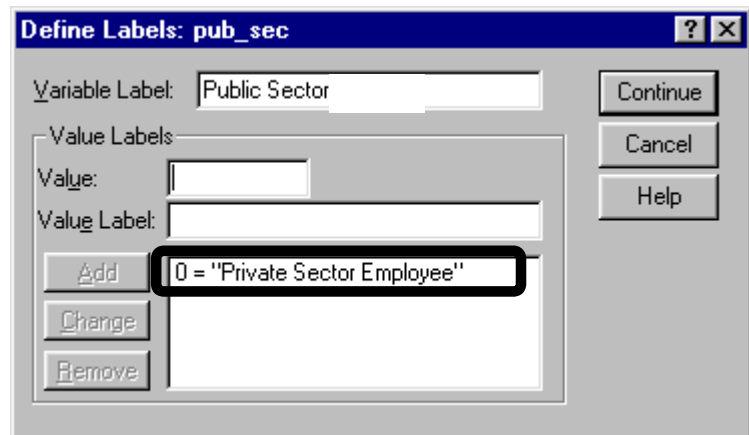 Define Labels: pub_sec
Variable Label: Public Sector
Continue
Value Labels
Cancel
Value:
Help
Value Label:
Add
0 = "Private Sector Employee"
Change
Remove